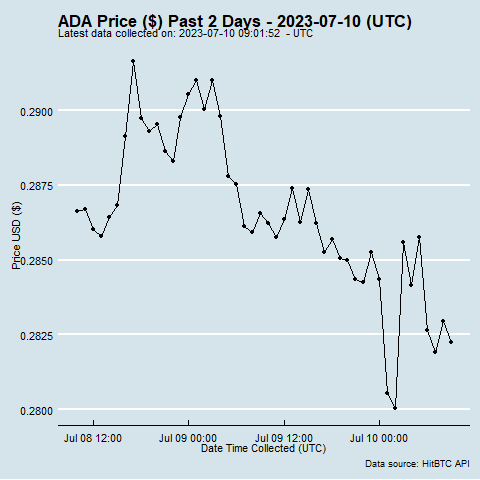 ADA Price ($) Past 2 Days - 2023-07-10 (UTC)
Latest data collected on: 2023-07-10 09:01:52 - UTC
0.2900
0.2875
0.2850
0.2825
0.2800
Price USD ($)
Jul 08 12:00
Jul 09 00:00
Jul 09 12:00
Jul 10 00:00
Date Time Collected (UTC)
Data source: HitBTC API